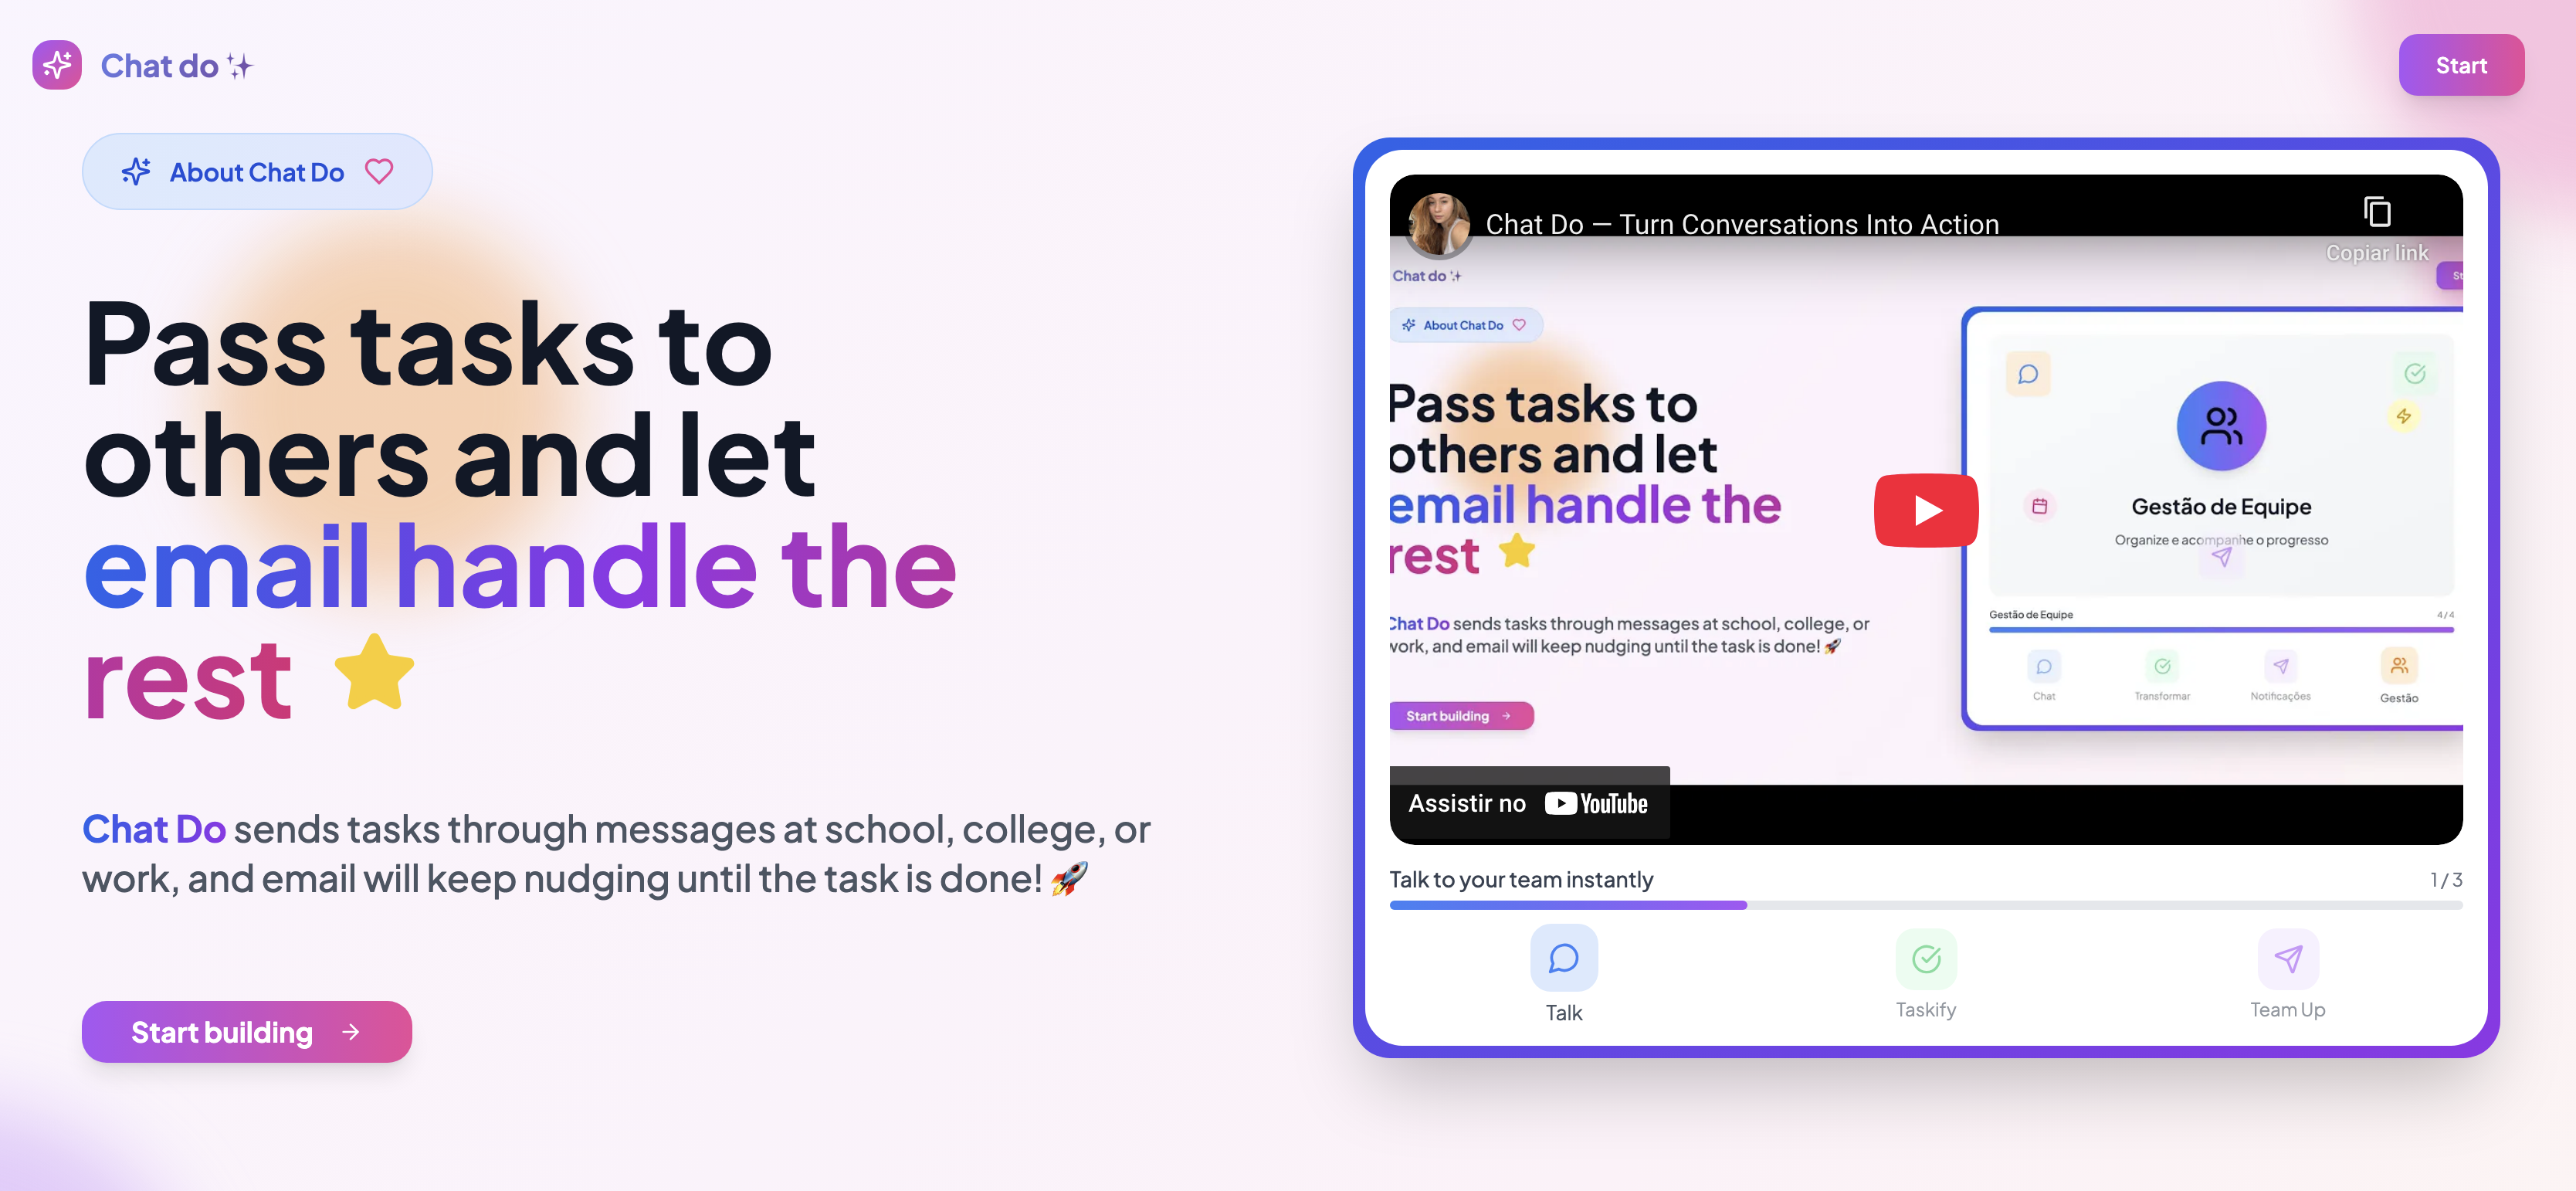 Chat do
Start
About Chat Do
Pass tasks to
others and let
email handle the
rest
Chat Do sends tasks through messages at school, college, or
work, and email will keep nudging until the task is done! 🚀
Start building
Chat Do — Turn Conversations Into Action
Copiar link
Chat do
St
About Chat Do
Pass tasks to
others and let
email handle the
rest
Chat Do sends tasks through messages at school, college, or
work, and email will keep nudging until the task is done! 🚀
Start building
Gestão de Equipe
Organize e acompanhe o progresso
Gestão de Equipe 4/4
Chat Transformar Notificações Gestão
Assistir no YouTube
Talk to your team instantly 1 / 3
Talk Taskify Team Up